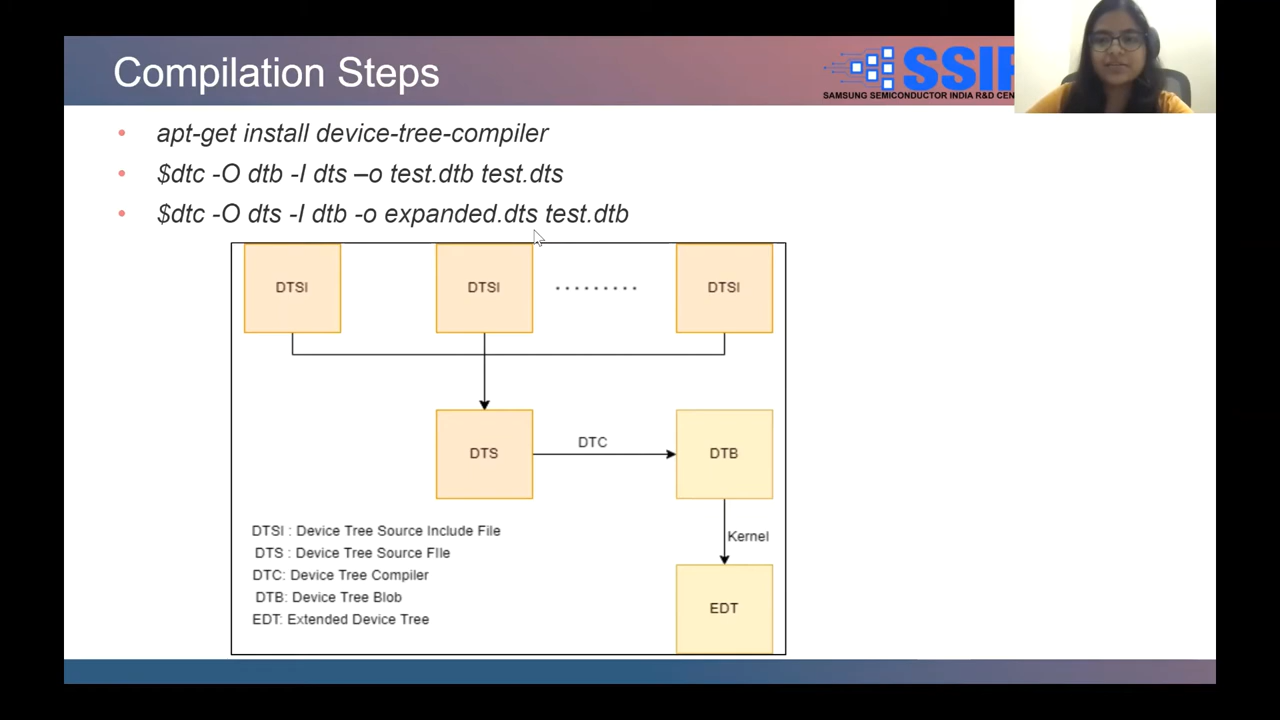 Compilation Steps
SSIR
SAMSUNG SEMICONDUCTOR INDIA R&D CEN
• apt-get install device-tree-compiler
• $dtc -O dtb -I dts –o test.dtb test.dts
• $dtc -O dts -I dtb -o expanded.dts test.dtb
DTSI DTSI ......... DTSI
DTS DTC DTB
Kernel
EDT
DTSI : Device Tree Source Include File
DTS : Device Tree Source FIle
DTC: Device Tree Compiler
DTB: Device Tree Blob
EDT: Extended Device Tree